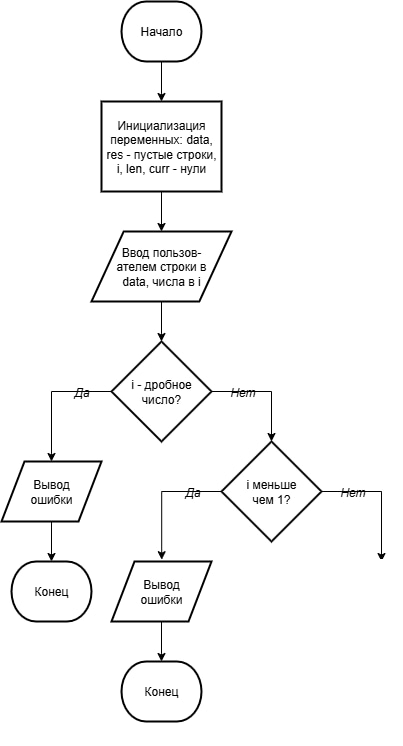 Начало
Инициализация
переменных: data,
res - пустые строки,
i, len, curr - нули
Ввод пользов-
ателем строки в
data, числа в i
i - дробное
число?
Да
Нет
Вывод
ошибки
i меньше
чем 1?
Да
Нет
Конец
Вывод
ошибки
Конец